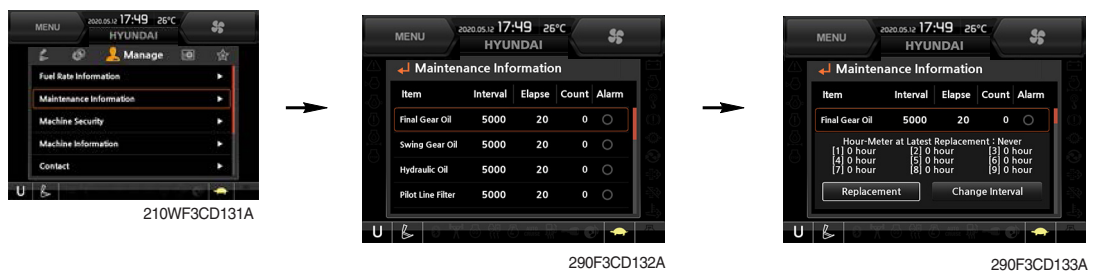 MENU 2020.05.12 17:49 26°C
HYUNDAI
Manage
Fuel Rate Information
Maintenance Information
Machine Security
Machine Information
Contact
U
210WF3CD131A
MENU 2020.05.12 17:49 26°C
HYUNDAI
Maintenance Information
Item Interval Elapse Count Alarm
Final Gear Oil 5000 20 0
Swing Gear Oil 5000 20 0
Hydraulic Oil 5000 20 0
Pilot Line Filter 5000 20 0
U
290F3CD132A
MENU 2020.05.12 17:49 26°C
HYUNDAI
Maintenance Information
Item Interval Elapse Count Alarm
Final Gear Oil 5000 20 0
Hour-Meter at Latest Replacement : Never
[1] 0 hour [2] 0 hour [3] 0 hour
[4] 0 hour [5] 0 hour [6] 0 hour
[7] 0 hour [8] 0 hour [9] 0 hour
Replacement Change Interval
U
290F3CD133A